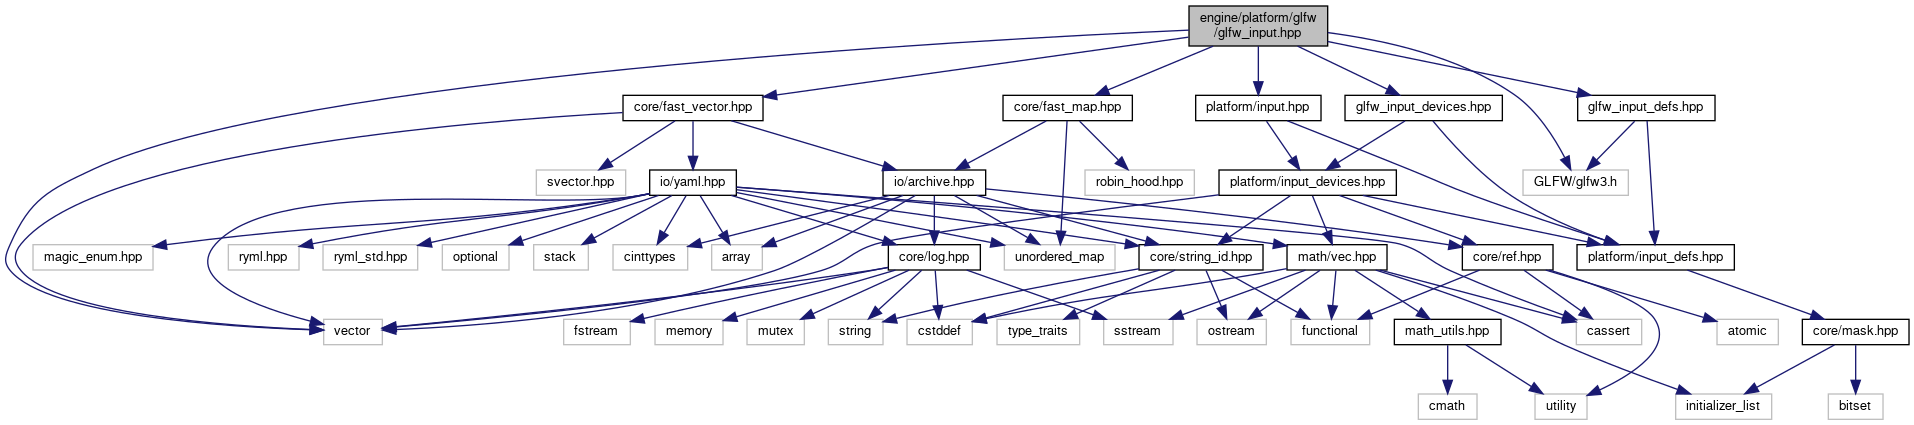 engine/platform/glfw
/glfw_input.hpp
core/fast_vector.hpp
core/fast_map.hpp
platform/input.hpp
glfw_input_devices.hpp
glfw_input_defs.hpp
svector.hpp
io/yaml.hpp
io/archive.hpp
robin_hood.hpp
platform/input_devices.hpp
GLFW/glfw3.h
magic_enum.hpp
ryml.hpp
ryml_std.hpp
optional
stack
cinttypes
array
core/log.hpp
unordered_map
core/string_id.hpp
math/vec.hpp
core/ref.hpp
platform/input_defs.hpp
vector
fstream
memory
mutex
string
cstddef
type_traits
sstream
ostream
functional
math_utils.hpp
cassert
atomic
core/mask.hpp
cmath
utility
initializer_list
bitset